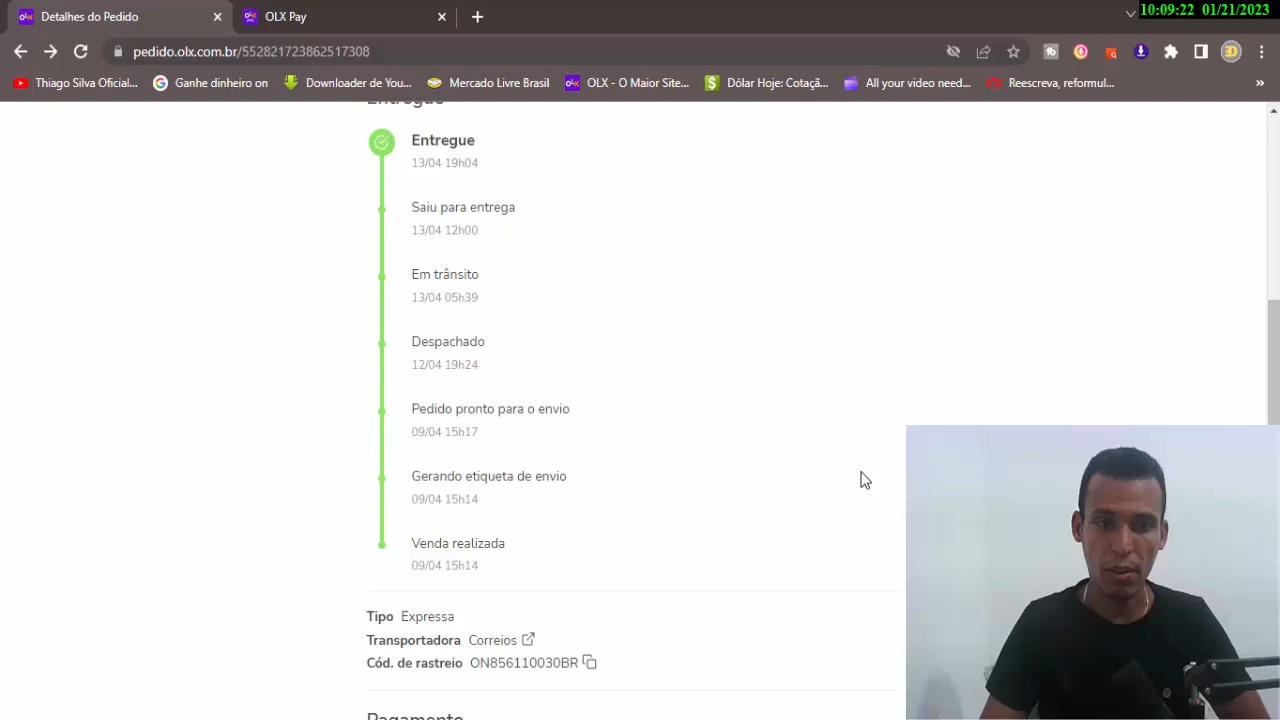 Detalhes do Pedido
OLX Pay
10:09:22 01/21/2023
pedido.olx.com.br/552821723862517308
Thiago Silva Oficial...
Ganhe dinheiro on
Downloader de You...
Mercado Livre Brasil
OLX - O Maior Site...
Dólar Hoje: Cotaçã...
All your video need...
Reescreva, reformul...
»
Entregue
Entregue
13/04 19h04
Saiu para entrega
13/04 12h00
Em trânsito
13/04 05h39
Despachado
12/04 19h24
Pedido pronto para o envio
09/04 15h17
Gerando etiqueta de envio
09/04 15h14
Venda realizada
09/04 15h14
Tipo Expressa
Transportadora Correios
Cód. de rastreio ON856110030BR
Pagamento